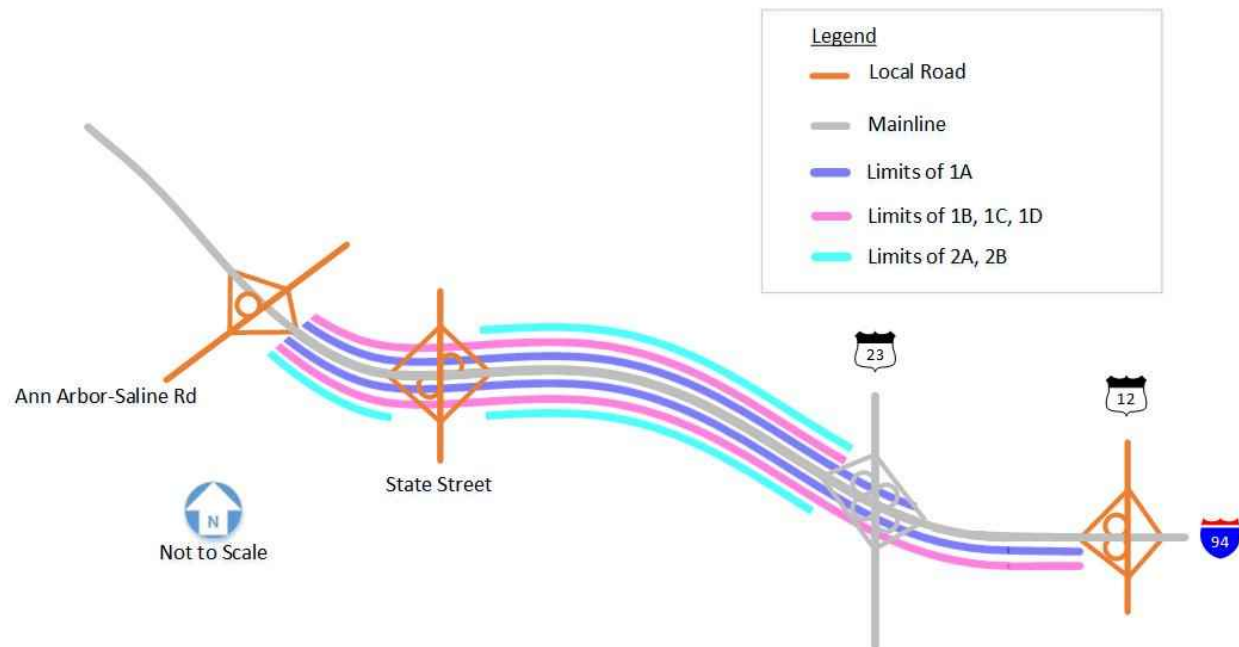 Legend
Local Road
Mainline
Limits of 1A
Limits of 1B, 1C, 1D
Limits of 2A, 2B
23
12
Ann Arbor-Saline Rd
State Street
N
Not to Scale
94